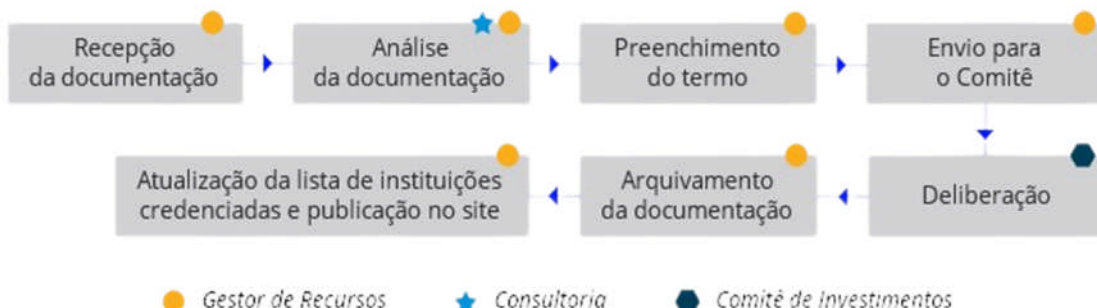 Recepção
da documentação
Análise
da documentação
Preenchimento
do termo
Envio para
o Comitê
Deliberação
Arquivamento
da documentação
Atualização da lista de instituições
credenciadas e publicação no site
Gestor de Recursos
Consultoria
Comitê de Investimentos